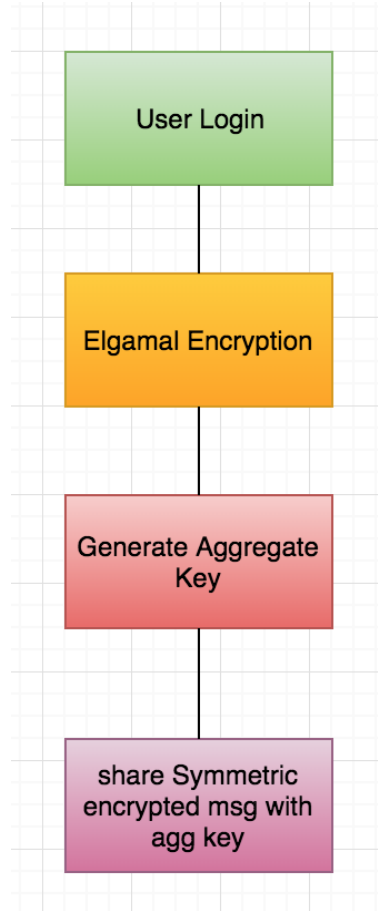 User Login
Elgamal Encryption
Generate Aggregate
Key
share Symmetric
encrypted msg with
agg key